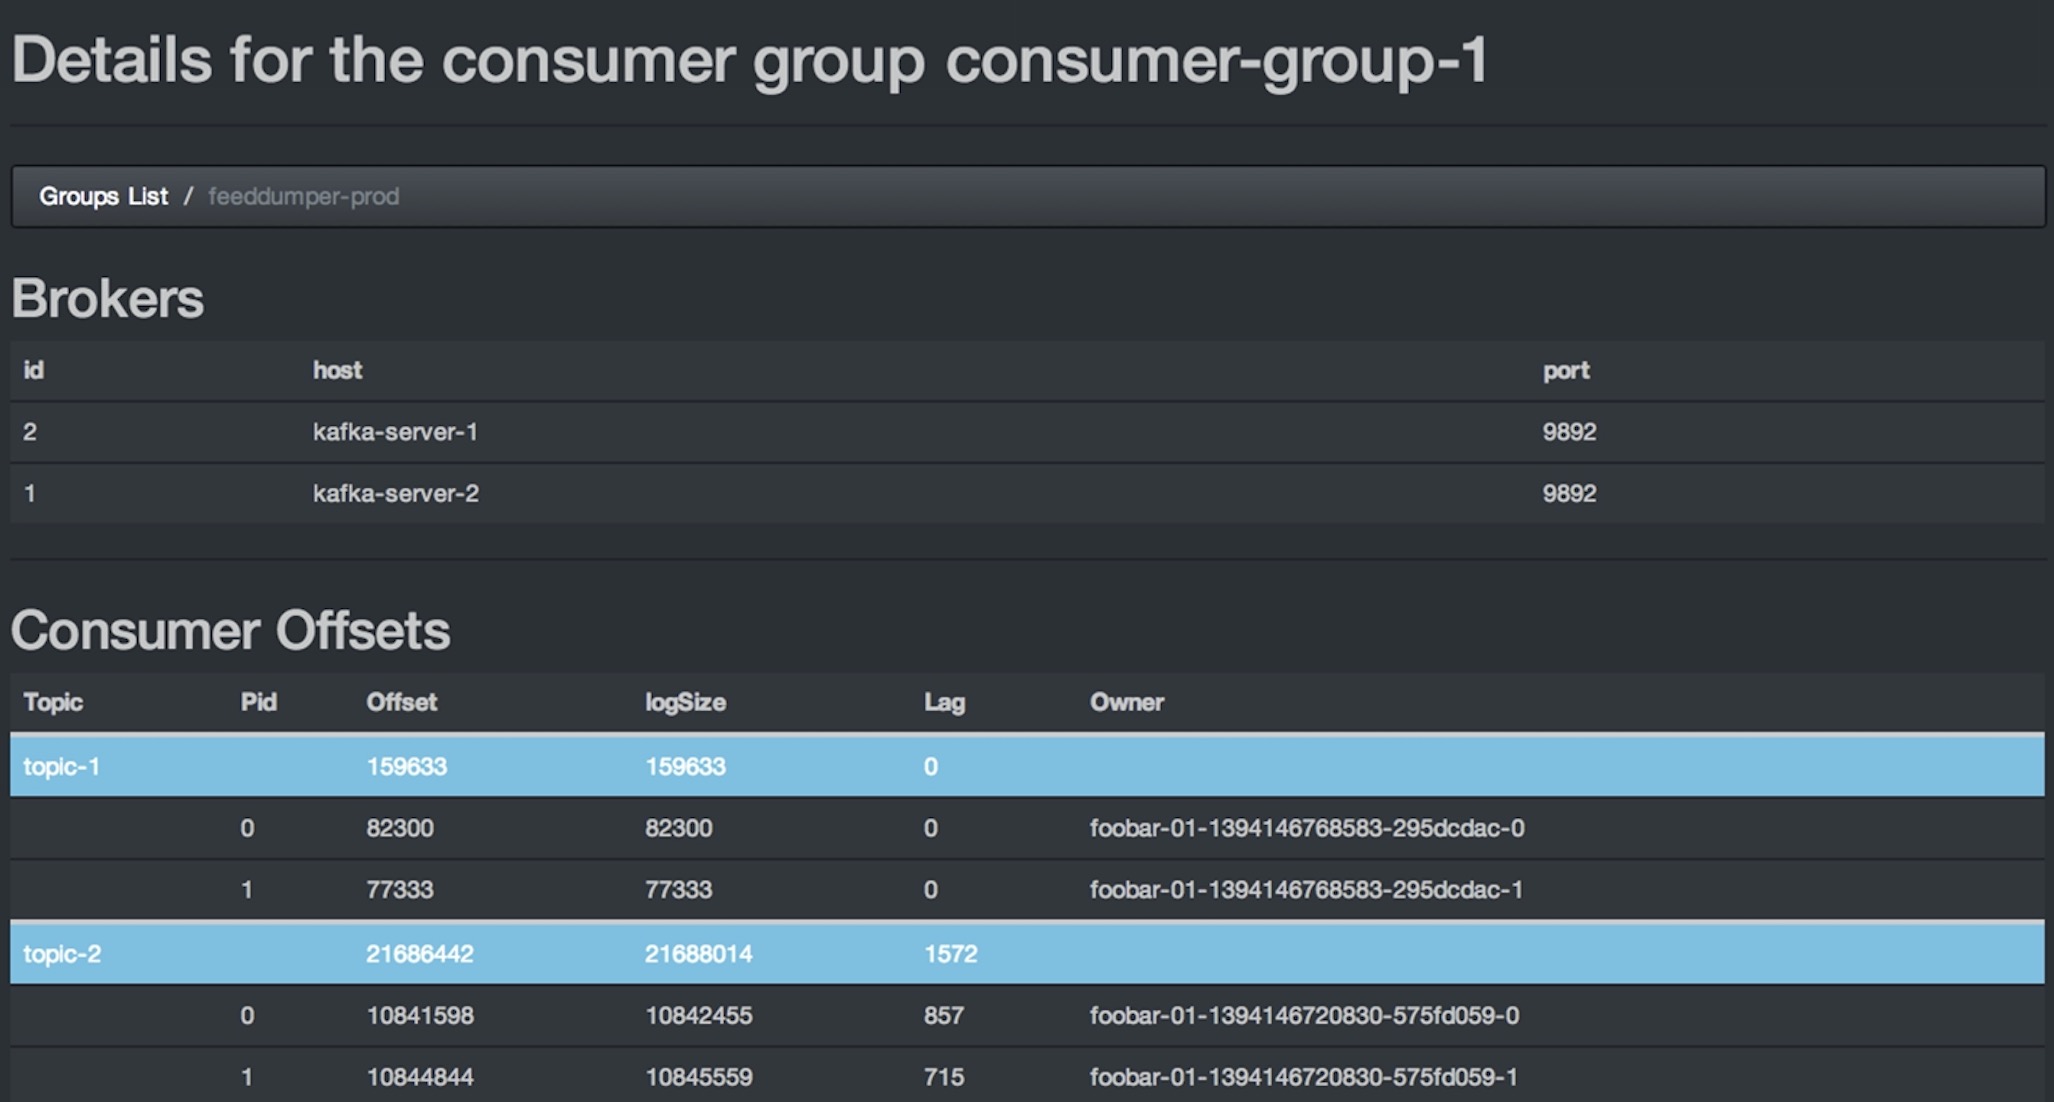 Details for the consumer group consumer-group-1
Groups List / feeddumper-prod
Brokers
id host port
2 kafka-server-1 9892
1 kafka-server-2 9892
Consumer Offsets
Topic Pid Offset logSize Lag Owner
topic-1 159633 159633 0
0 82300 82300 0 foobar-01-1394146768583-295dcdac-0
1 77333 77333 0 foobar-01-1394146768583-295dcdac-1
topic-2 21686442 21688014 1572
0 10841598 10842455 857 foobar-01-1394146720830-575fd059-0
1 10844844 10845559 715 foobar-01-1394146720830-575fd059-1